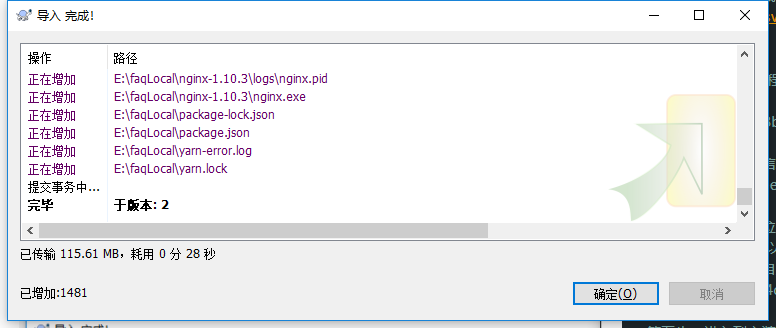 导入 完成!
操作 路径
正在增加 E:\faqLocal\nginx-1.10.3\logs\nginx.pid
正在增加 E:\faqLocal\nginx-1.10.3\nginx.exe
正在增加 E:\faqLocal\package-lock.json
正在增加 E:\faqLocal\package.json
正在增加 E:\faqLocal\yarn-error.log
正在增加 E:\faqLocal\yarn.lock
提交事务中...
完毕 于版本: 2
已传输 115.61 MB，耗用 0 分 28 秒
已增加:1481
确定(O) 取消
导入 完成!